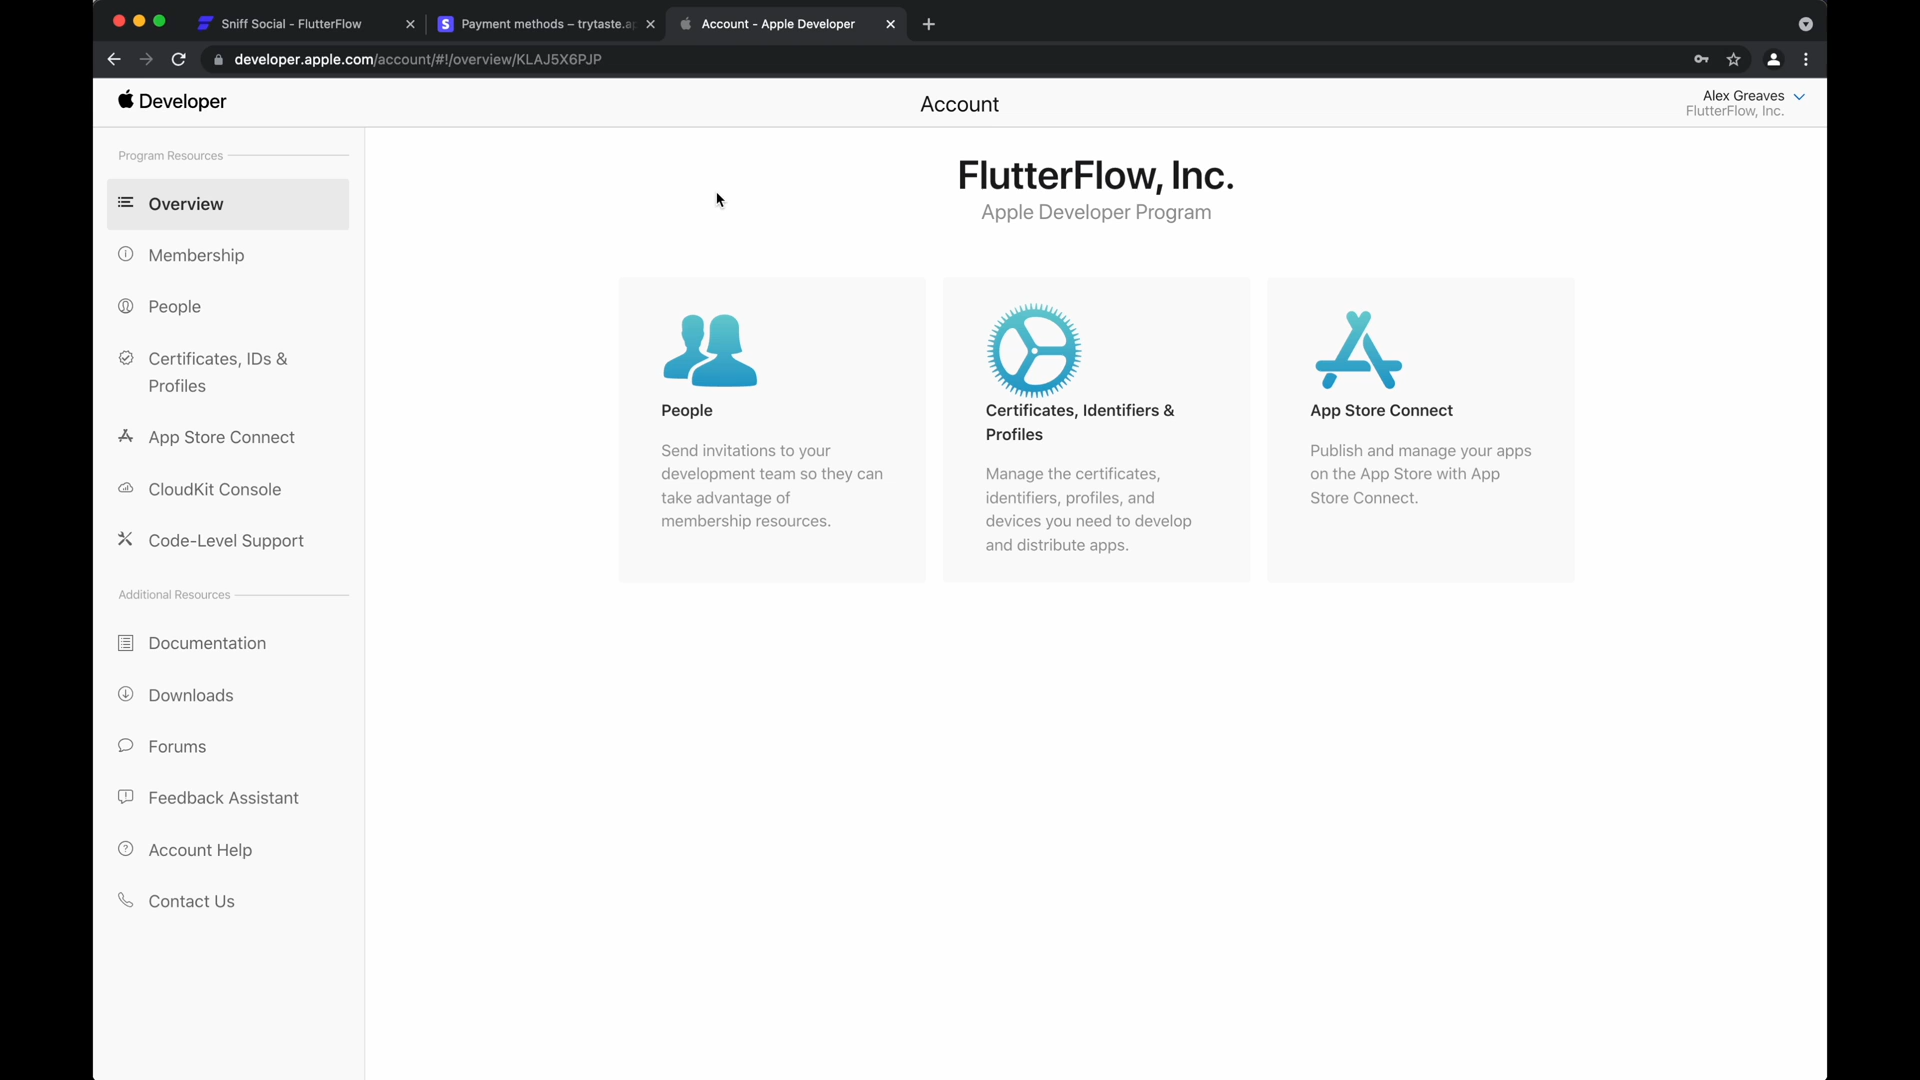 Sniff Social - FlutterFlow
Payment methods – trytaste.ap
Account - Apple Developer
developer.apple.com/account/#!/overview/KLAJ5X6PJP
Developer
Account
Alex Greaves
FlutterFlow, Inc.
Program Resources
Overview
Membership
People
Certificates, IDs &
Profiles
App Store Connect
CloudKit Console
Code-Level Support
Additional Resources
Documentation
Downloads
Forums
Feedback Assistant
Account Help
Contact Us
FlutterFlow, Inc.
Apple Developer Program
People
Send invitations to your
development team so they can
take advantage of
membership resources.
Certificates, Identifiers &
Profiles
Manage the certificates,
identifiers, profiles, and
devices you need to develop
and distribute apps.
App Store Connect
Publish and manage your apps
on the App Store with App
Store Connect.